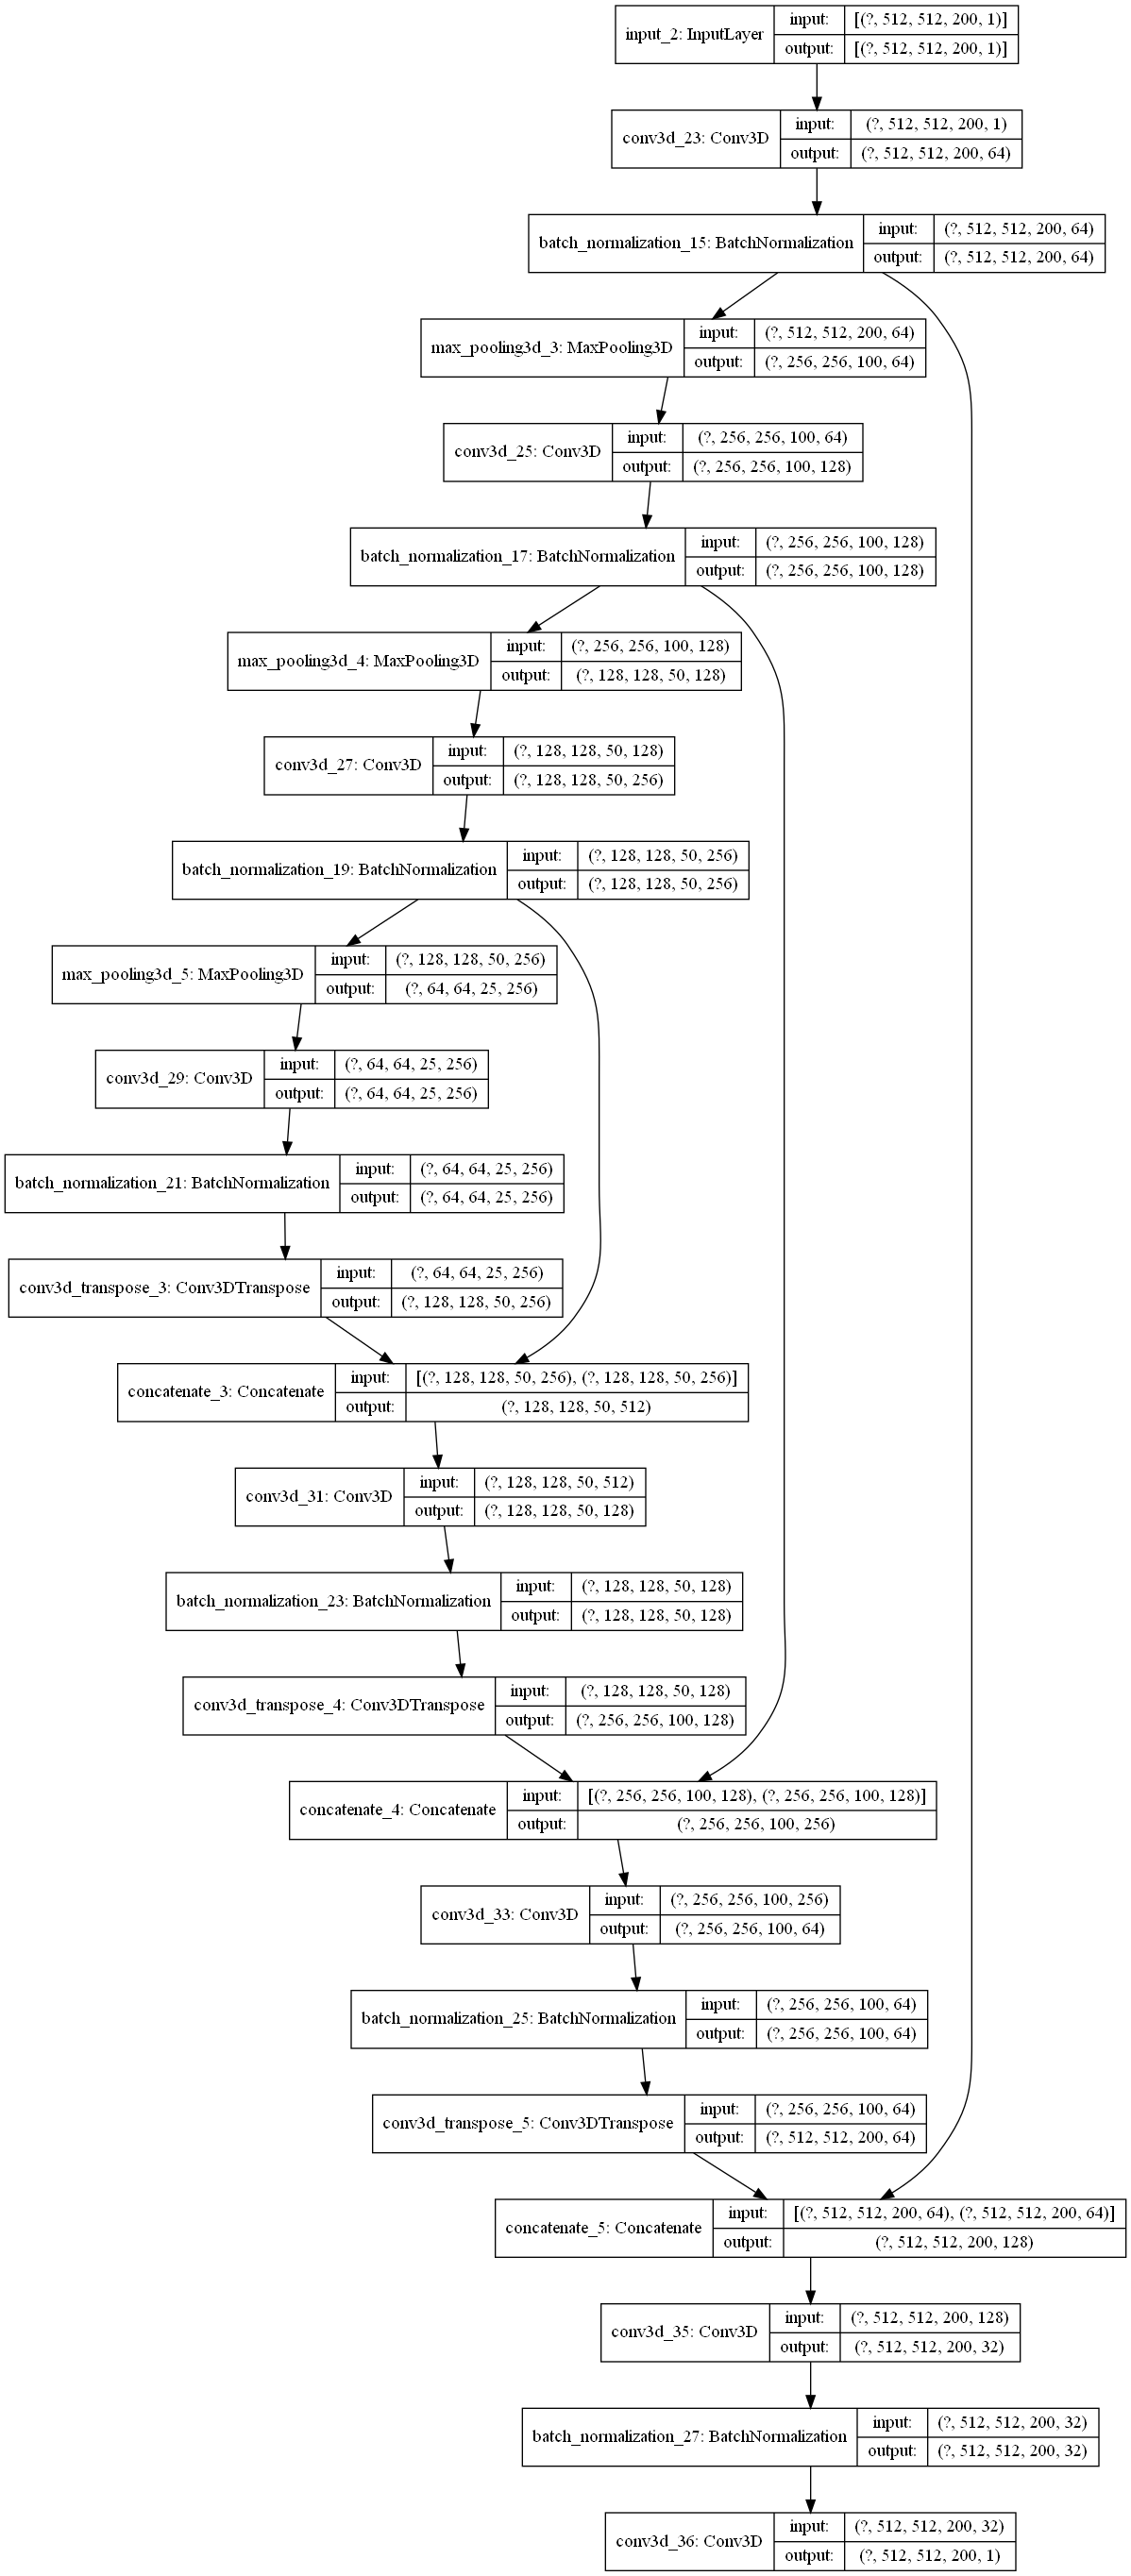 input_2: InputLayer
input: [(?, 512, 512, 200, 1)]
output: [(?, 512, 512, 200, 1)]
conv3d_23: Conv3D
input: (?, 512, 512, 200, 1)
output: (?, 512, 512, 200, 64)
batch_normalization_15: BatchNormalization
input: (?, 512, 512, 200, 64)
output: (?, 512, 512, 200, 64)
max_pooling3d_3: MaxPooling3D
input: (?, 512, 512, 200, 64)
output: (?, 256, 256, 100, 64)
conv3d_25: Conv3D
input: (?, 256, 256, 100, 64)
output: (?, 256, 256, 100, 128)
batch_normalization_17: BatchNormalization
input: (?, 256, 256, 100, 128)
output: (?, 256, 256, 100, 128)
max_pooling3d_4: MaxPooling3D
input: (?, 256, 256, 100, 128)
output: (?, 128, 128, 50, 128)
conv3d_27: Conv3D
input: (?, 128, 128, 50, 128)
output: (?, 128, 128, 50, 256)
batch_normalization_19: BatchNormalization
input: (?, 128, 128, 50, 256)
output: (?, 128, 128, 50, 256)
max_pooling3d_5: MaxPooling3D
input: (?, 128, 128, 50, 256)
output: (?, 64, 64, 25, 256)
conv3d_29: Conv3D
input: (?, 64, 64, 25, 256)
output: (?, 64, 64, 25, 256)
batch_normalization_21: BatchNormalization
input: (?, 64, 64, 25, 256)
output: (?, 64, 64, 25, 256)
conv3d_transpose_3: Conv3DTranspose
input: (?, 64, 64, 25, 256)
output: (?, 128, 128, 50, 256)
concatenate_3: Concatenate
input: [(?, 128, 128, 50, 256), (?, 128, 128, 50, 256)]
output: (?, 128, 128, 50, 512)
conv3d_31: Conv3D
input: (?, 128, 128, 50, 512)
output: (?, 128, 128, 50, 128)
batch_normalization_23: BatchNormalization
input: (?, 128, 128, 50, 128)
output: (?, 128, 128, 50, 128)
conv3d_transpose_4: Conv3DTranspose
input: (?, 128, 128, 50, 128)
output: (?, 256, 256, 100, 128)
concatenate_4: Concatenate
input: [(?, 256, 256, 100, 128), (?, 256, 256, 100, 128)]
output: (?, 256, 256, 100, 256)
conv3d_33: Conv3D
input: (?, 256, 256, 100, 256)
output: (?, 256, 256, 100, 64)
batch_normalization_25: BatchNormalization
input: (?, 256, 256, 100, 64)
output: (?, 256, 256, 100, 64)
conv3d_transpose_5: Conv3DTranspose
input: (?, 256, 256, 100, 64)
output: (?, 512, 512, 200, 64)
concatenate_5: Concatenate
input: [(?, 512, 512, 200, 64), (?, 512, 512, 200, 64)]
output: (?, 512, 512, 200, 128)
conv3d_35: Conv3D
input: (?, 512, 512, 200, 128)
output: (?, 512, 512, 200, 32)
batch_normalization_27: BatchNormalization
input: (?, 512, 512, 200, 32)
output: (?, 512, 512, 200, 32)
conv3d_36: Conv3D
input: (?, 512, 512, 200, 32)
output: (?, 512, 512, 200, 1)